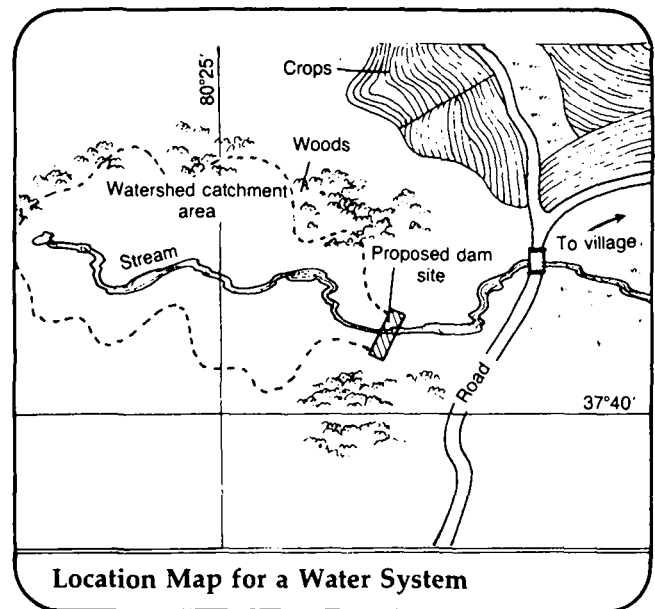 80°25'
Crops
Woods
Watershed catchment
area
Stream
Proposed dam
site
To village
Road
37°40'
Location Map for a Water System